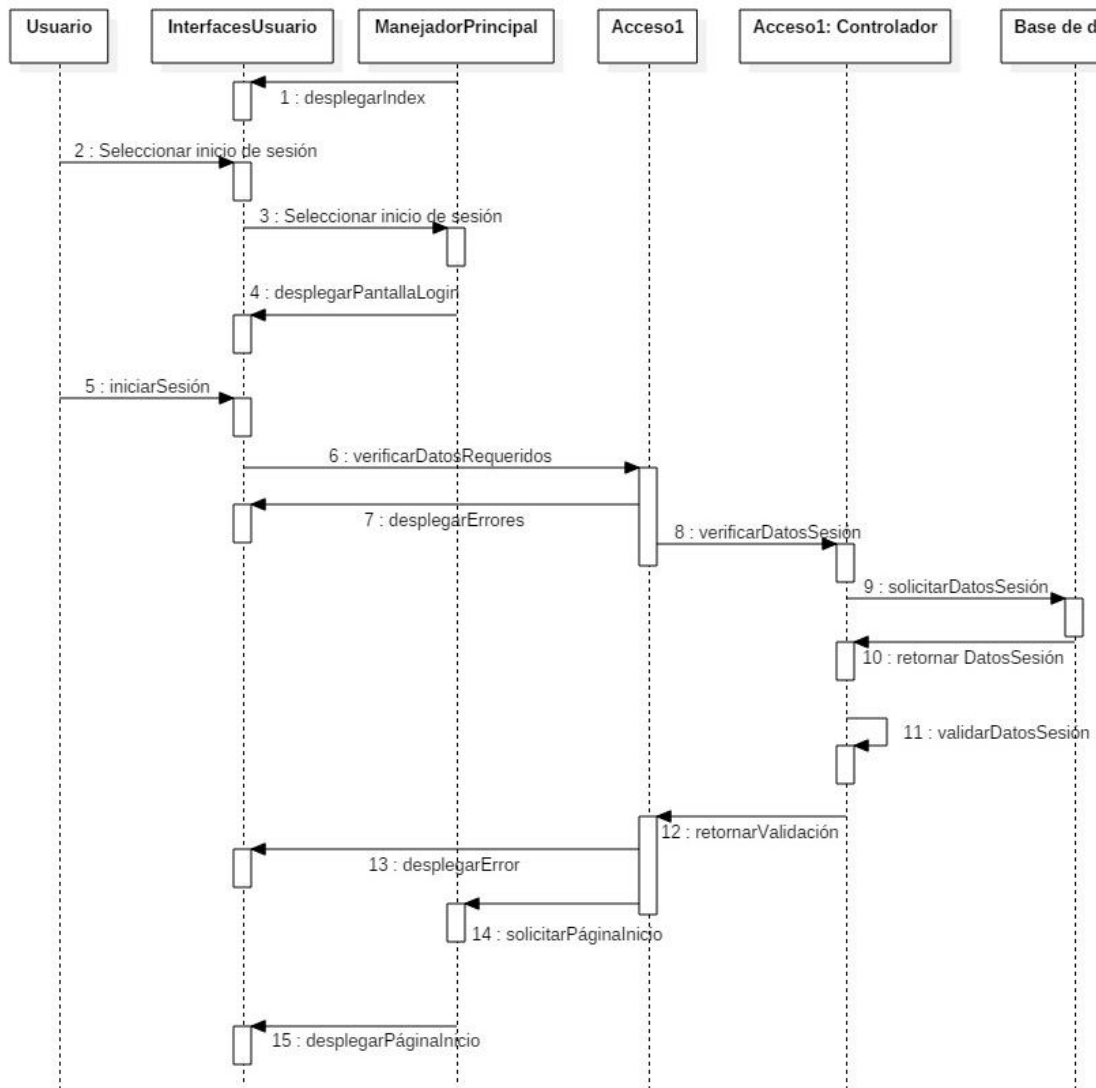 Usuario
InterfacesUsuario
ManejadorPrincipal
Acceso1
Acceso1: Controlador
Base de d
1 : desplegarIndex
2 : Seleccionar inicio de sesión
3 : Seleccionar inicio de sesión
4 : desplegarPantallaLogin
5 : iniciarSesión
6 : verificarDatosRequeridos
7 : desplegarErrores
8 : verificarDatosSesión
9 : solicitarDatosSesión
10 : retornar DatosSesión
11 : validarDatosSesión
12 : retornarValidación
13 : desplegarError
14 : solicitarPáginaInicio
15 : desplegarPáginaInicio